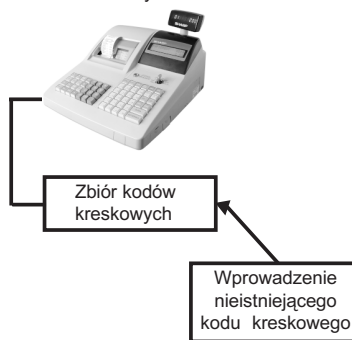 Zbiór kodów
kreskowych
Wprowadzenie
nieistniejącego
kodu kreskowego